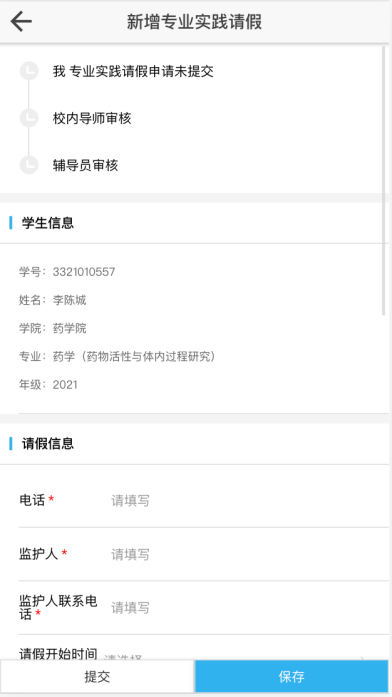 新增专业实践请假
我 专业实践请假申请未提交
校内导师审核
辅导员审核
学生信息
学号：3321010557
姓名：李陈城
学院：药学院
专业：药学（药物活性与体内过程研究）
年级：2021
请假信息
电话 * 请填写
监护人 * 请填写
监护人联系电
话 * 请填写
请假开始时间 请选择
提交 保存